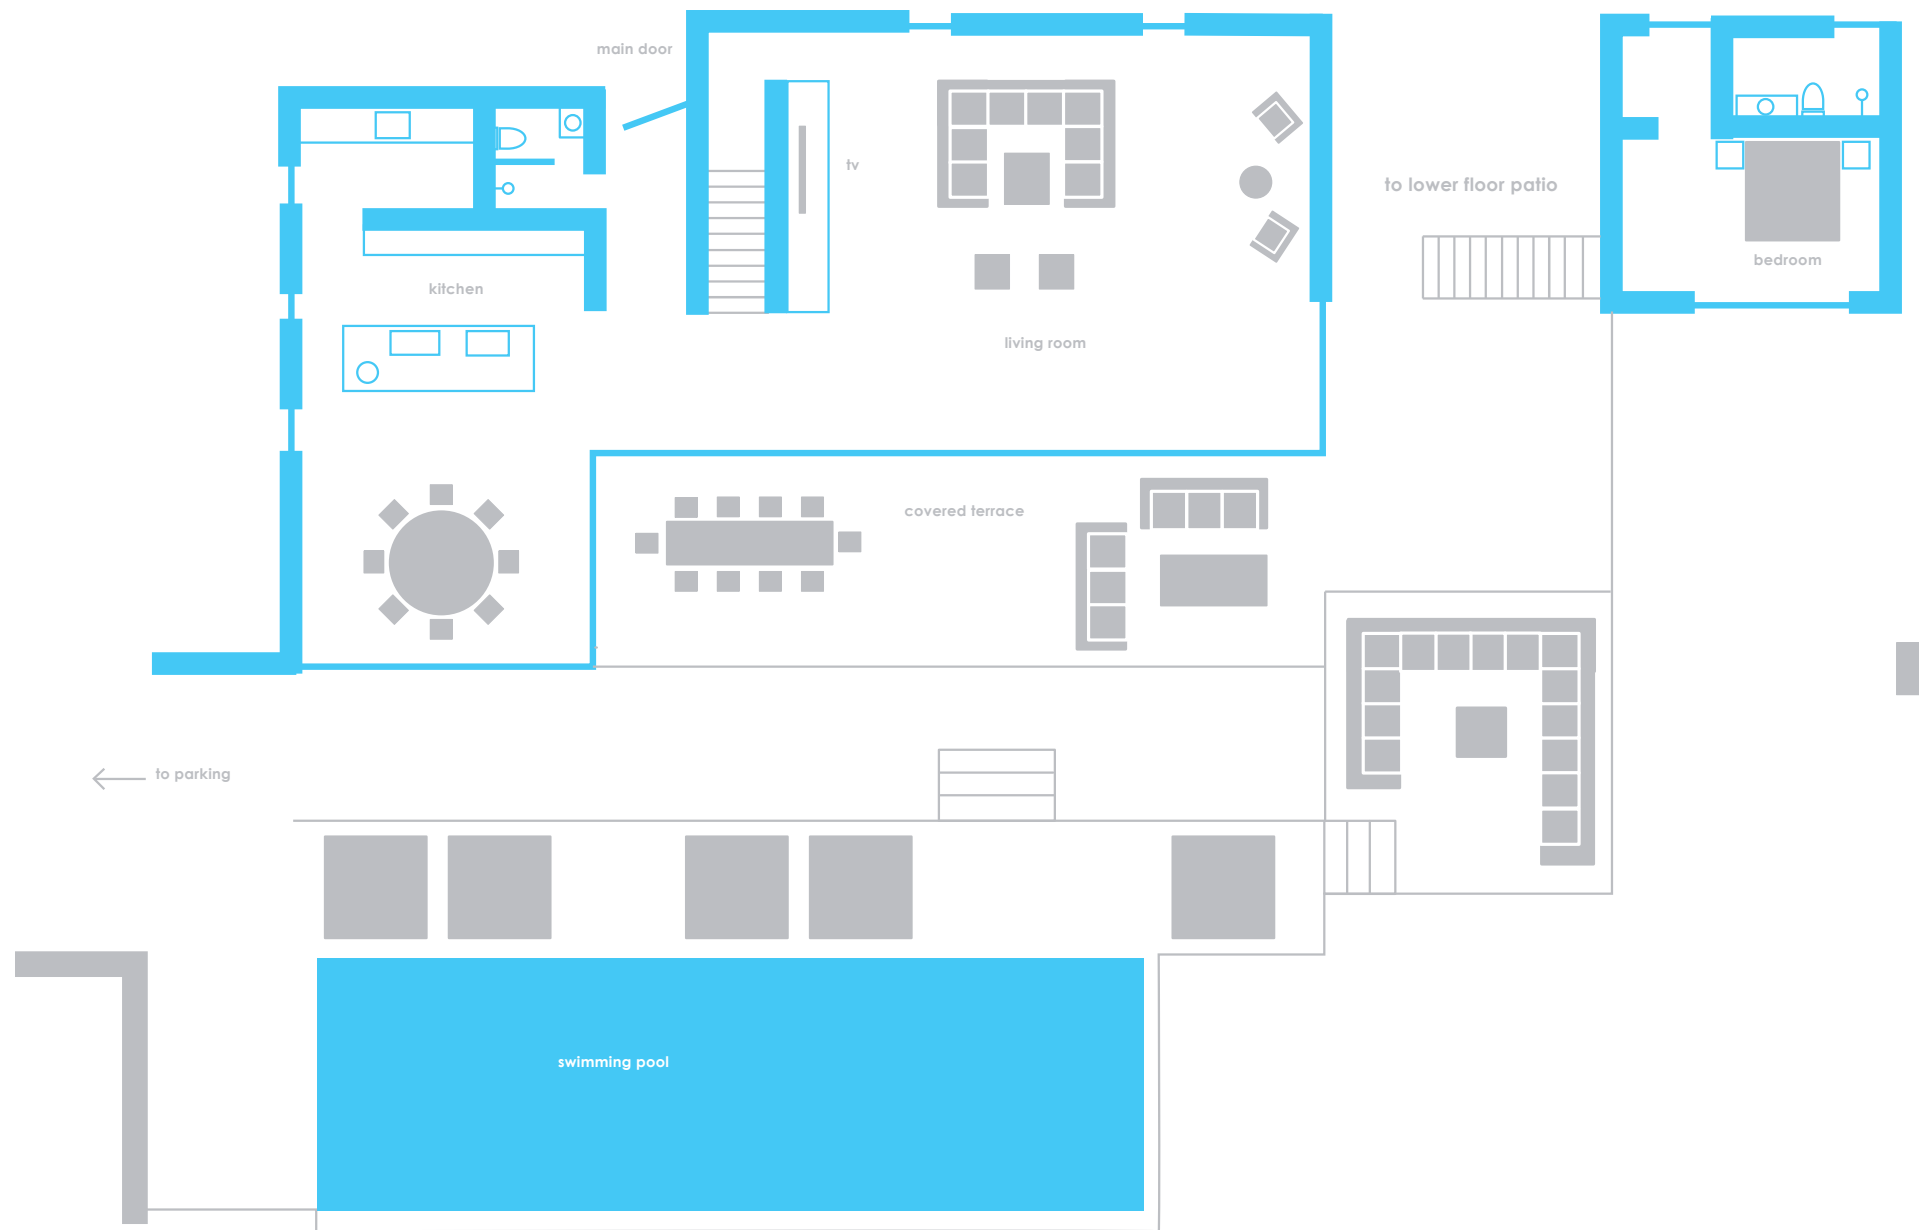 main door
tv
to lower floor patio
bedroom
kitchen
living room
covered terrace
to parking
swimming pool